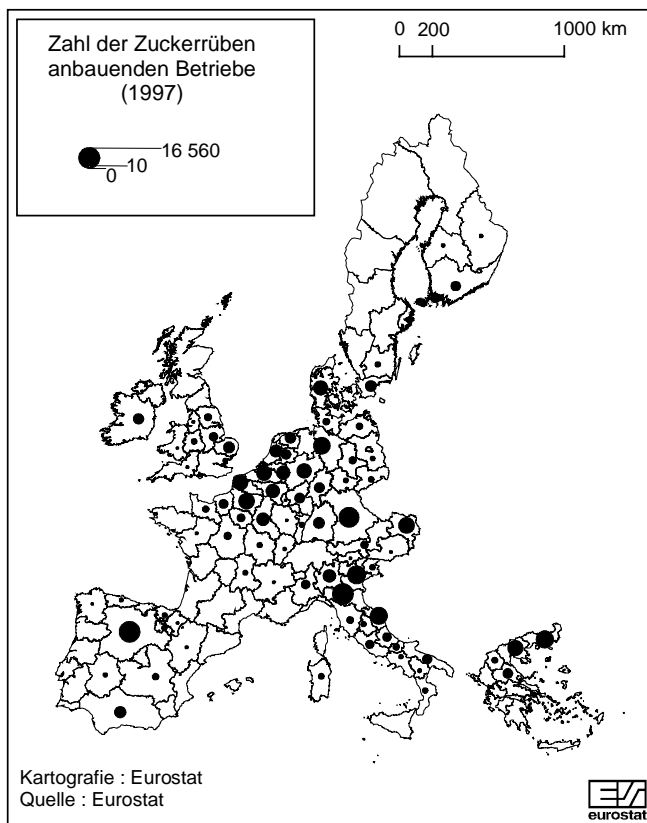 Zahl der Zuckerrüben
anbauenden Betriebe
(1997)
16 560
10
0
0 200 1000 km
Kartografie : Eurostat
Quelle : Eurostat
eurostat